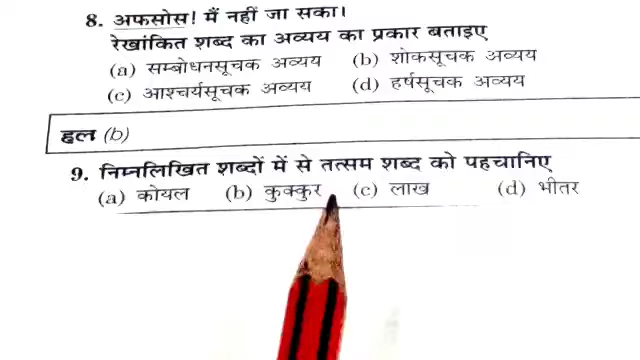 8. अफसोस! मैं नहीं जा सका।
रेखांकित शब्द का अव्यय का प्रकार बताइए
(a) सम्बोधनसूचक अव्यय (b) शोकसूचक अव्यय
(c) आश्चर्यसूचक अव्यय (d) हर्षसूचक अव्यय
हल (b)
9. निम्नलिखित शब्दों में से तत्सम शब्द को पहचानिए
(a) कोयल (b) कुक्कुर (c) लाख (d) भीतर